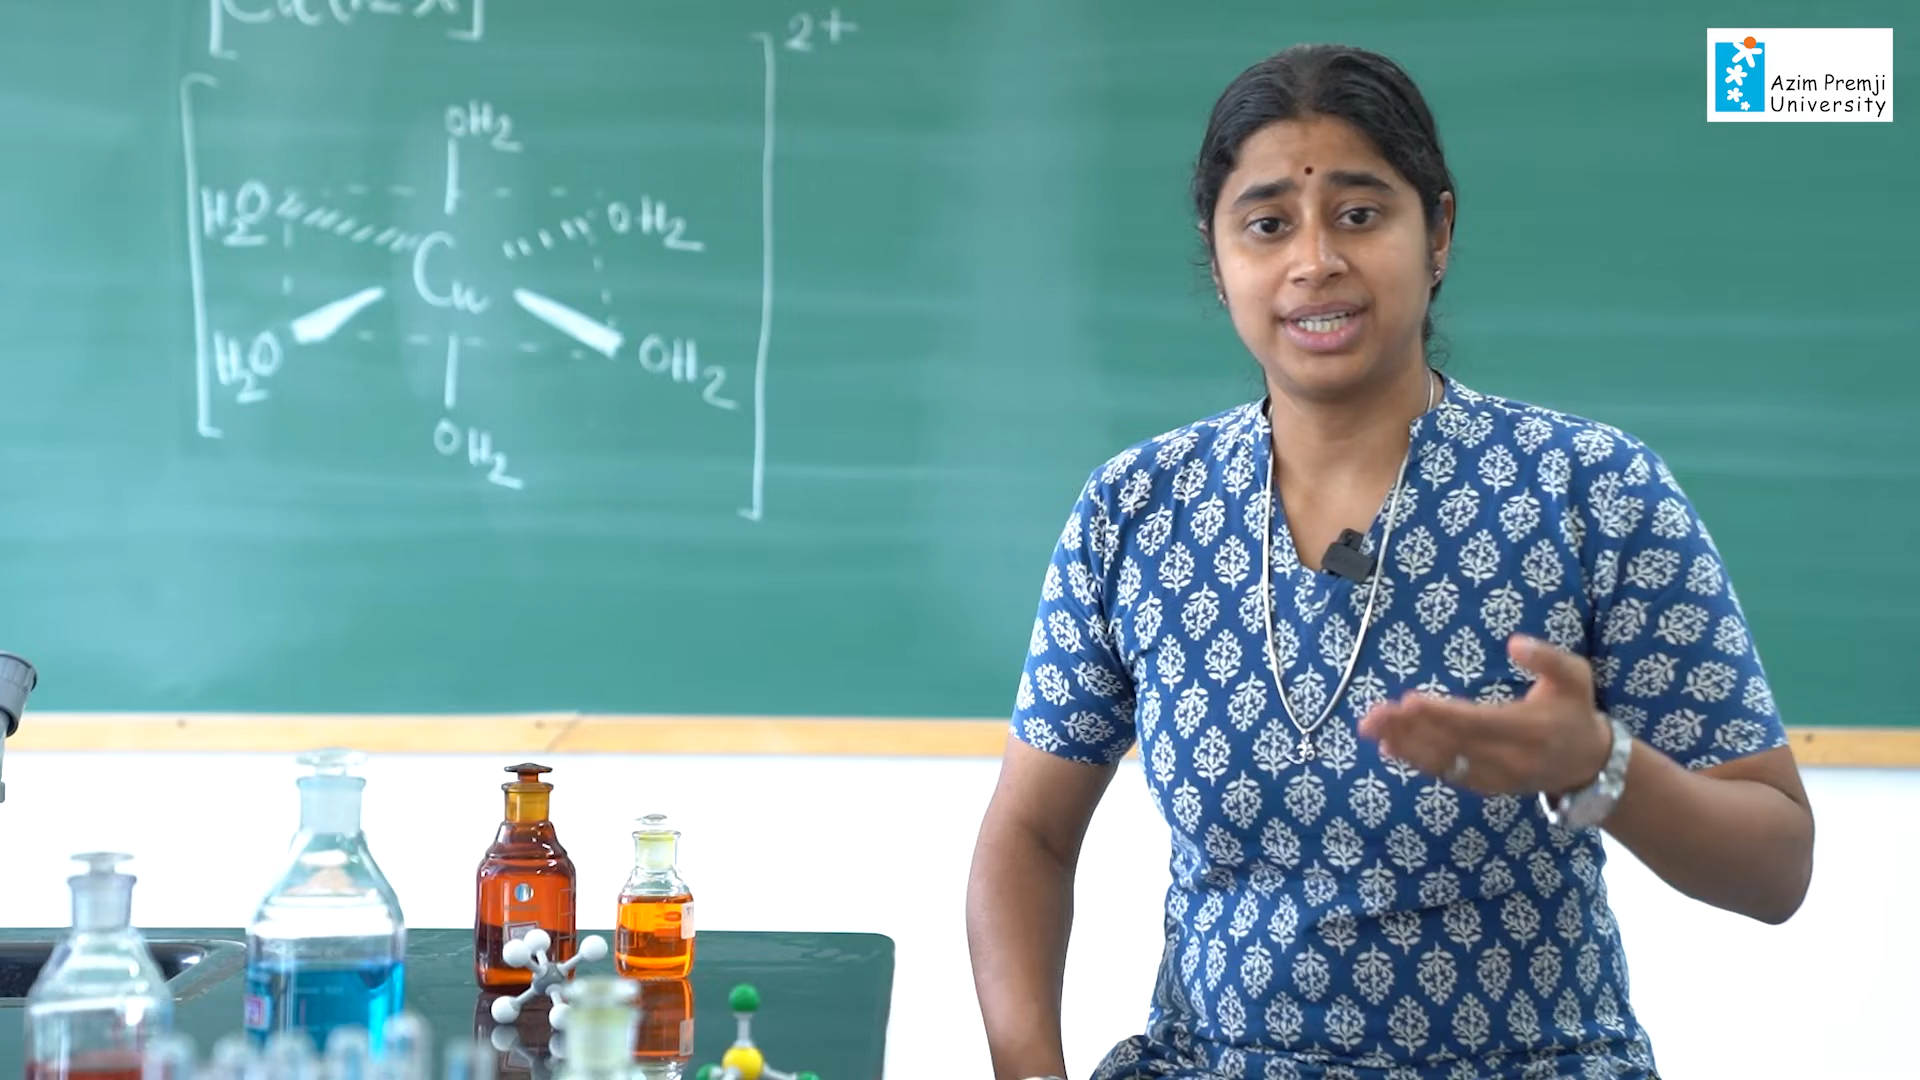 2+
OH2
H2O OH2
Cu
H2O OH2
OH2
Azim Premji
University